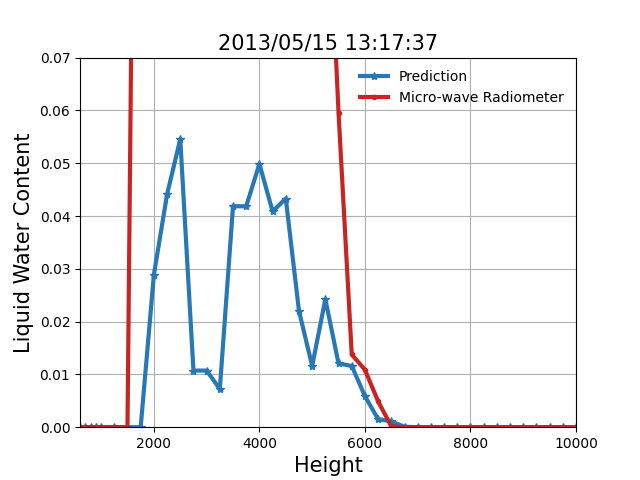 2013/05/15 13:17:37
0.07
0.06
0.05
0.04
0.03
0.02
0.01
0.00
Liquid Water Content
Prediction
Micro-wave Radiometer
2000 4000 6000 8000 10000
Height